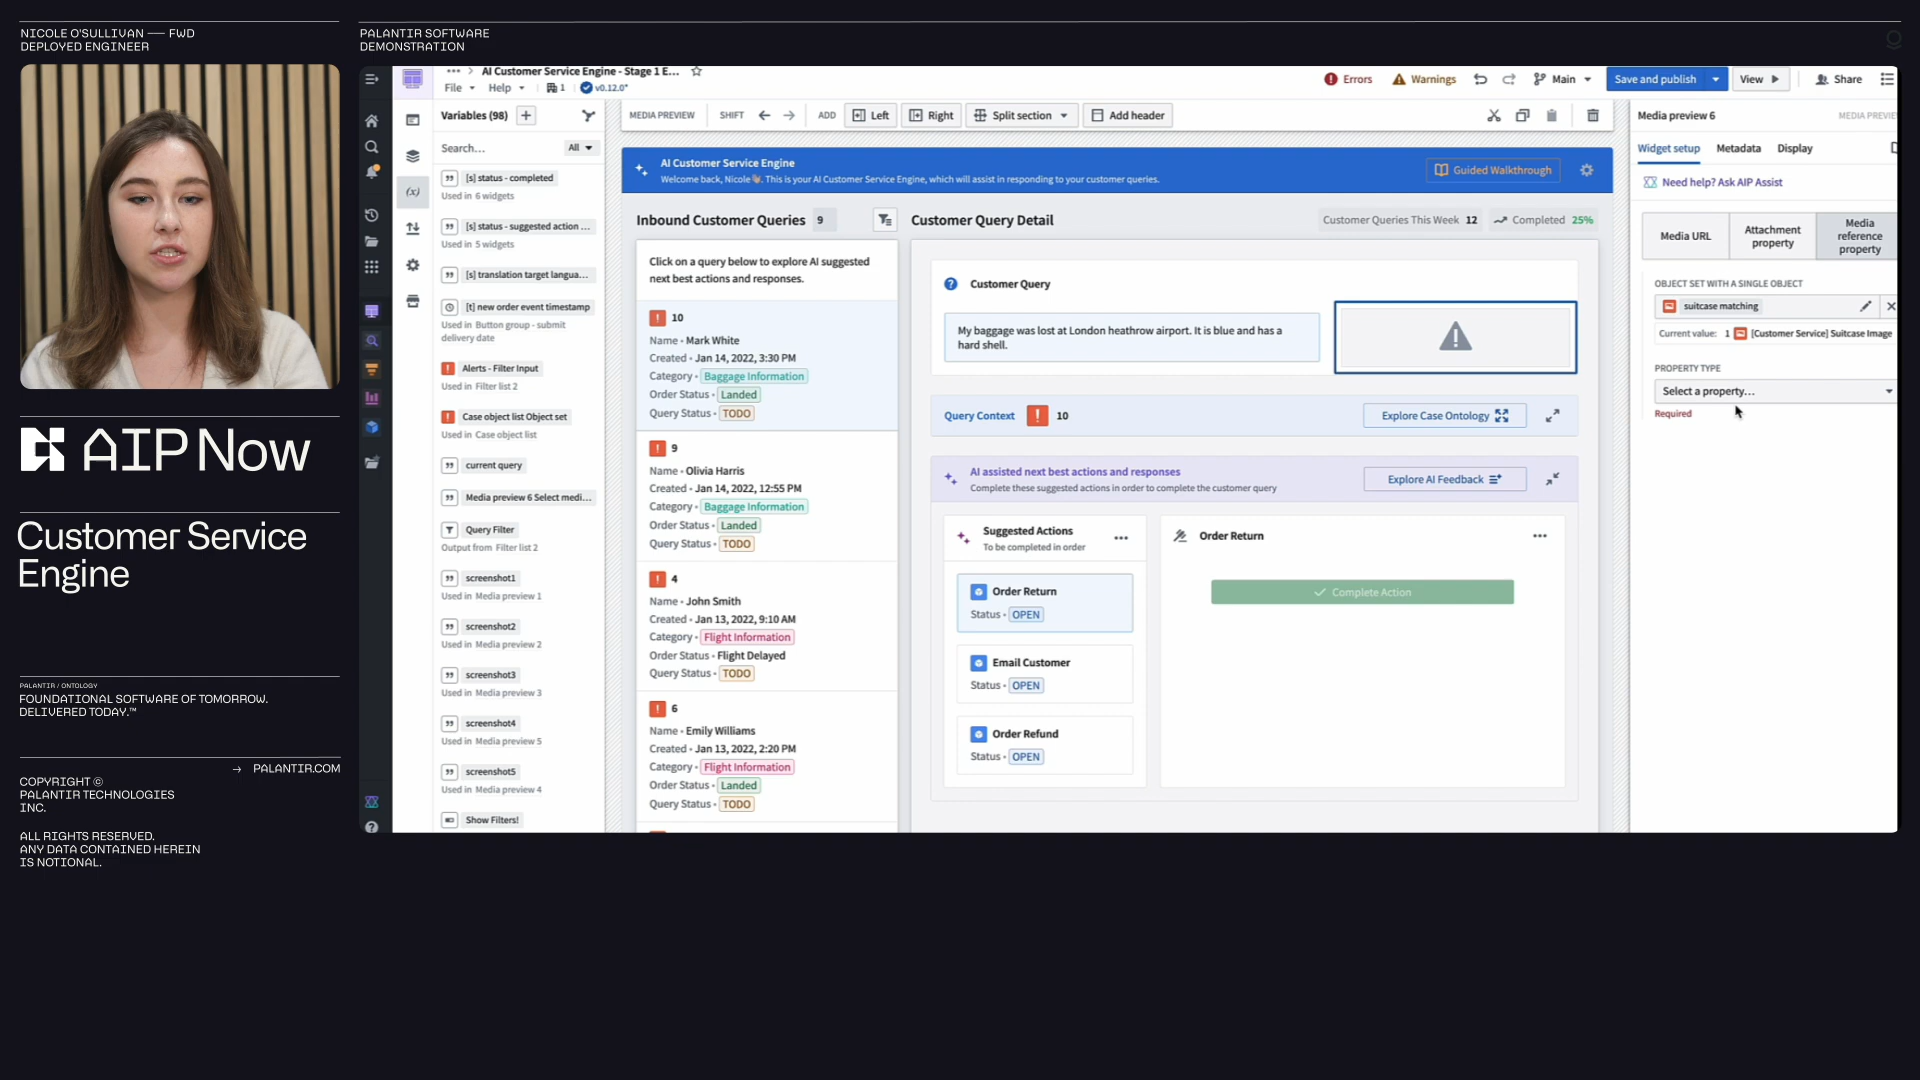 NICOLE O'SULLIVAN — FWD
DEPLOYED ENGINEER
PALANTIR SOFTWARE
DEMONSTRATION
AIP Now
Customer Service
Engine
PALANTIR / ONTOLOGY
FOUNDATIONAL SOFTWARE OF TOMORROW.
DELIVERED TODAY.™
→ PALANTIR.COM
COPYRIGHT ©
PALANTIR TECHNOLOGIES
INC.
ALL RIGHTS RESERVED.
ANY DATA CONTAINED HEREIN
IS NOTIONAL.
AI Customer Service Engine - Stage 1 E...
File Help 1 v0.12.0*
Errors Warnings Main Save and publish View Share
Variables (98)
Search... All
[s] status - completed
Used in 6 widgets
[s] status - suggested action ...
Used in 5 widgets
[s] translation target langua...
[t] new order event timestamp
Used in Button group - submit
delivery date
Alerts - Filter Input
Used in Filter list 2
Case object list Object set
Used in Case object list
current query
Media preview 6 Select medi...
Query Filter
Output from Filter list 2
screenshot1
Used in Media preview 1
screenshot2
Used in Media preview 2
screenshot3
Used in Media preview 3
screenshot4
Used in Media preview 5
screenshot5
Used in Media preview 4
Show Filters!
MEDIA PREVIEW SHIFT ADD Left Right Split section Add header
AI Customer Service Engine
Welcome back, Nicole 👋. This is your AI Customer Service Engine, which will assist in responding to your customer queries.
Guided Walkthrough
Inbound Customer Queries 9
Click on a query below to explore AI suggested
next best actions and responses.
10
Name • Mark White
Created • Jan 14, 2022, 3:30 PM
Category • Baggage Information
Order Status • Landed
Query Status • TODO
9
Name • Olivia Harris
Created • Jan 14, 2022, 12:55 PM
Category • Baggage Information
Order Status • Landed
Query Status • TODO
4
Name • John Smith
Created • Jan 13, 2022, 9:10 AM
Category • Flight Information
Order Status • Flight Delayed
Query Status • TODO
6
Name • Emily Williams
Created • Jan 13, 2022, 2:20 PM
Category • Flight Information
Order Status • Landed
Query Status • TODO
Customer Query Detail
Customer Queries This Week 12 Completed 25%
Customer Query
My baggage was lost at London heathrow airport. It is blue and has a
hard shell.
Query Context 10 Explore Case Ontology
AI assisted next best actions and responses
Complete these suggested actions in order to complete the customer query
Explore AI Feedback
Suggested Actions
To be completed in order
Order Return
Status • OPEN
Email Customer
Status • OPEN
Order Refund
Status • OPEN
Order Return
Complete Action
Media preview 6 MEDIA PREVIE
Widget setup Metadata Display
Need help? Ask AIP Assist
Media URL
Attachment
property
Media
reference
property
OBJECT SET WITH A SINGLE OBJECT
suitcase matching
Current value: 1 [Customer Service] Suitcase Image
PROPERTY TYPE
Select a property...
Required